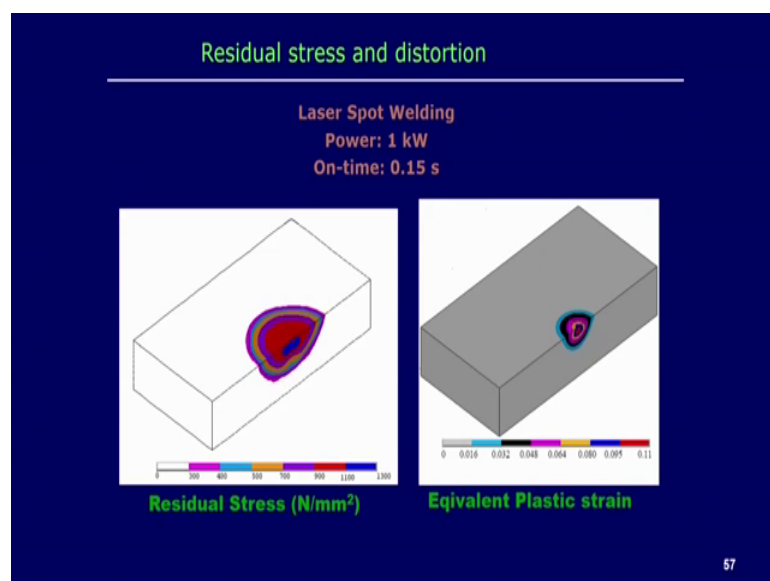 Residual stress and distortion
Laser Spot Welding
Power: 1 kW
On-time: 0.15 s
0 300 400 500 700 900 1100 1300
0 0.016 0.032 0.048 0.064 0.080 0.095 0.11
Residual Stress (N/mm²)
Eqivalent Plastic strain
57